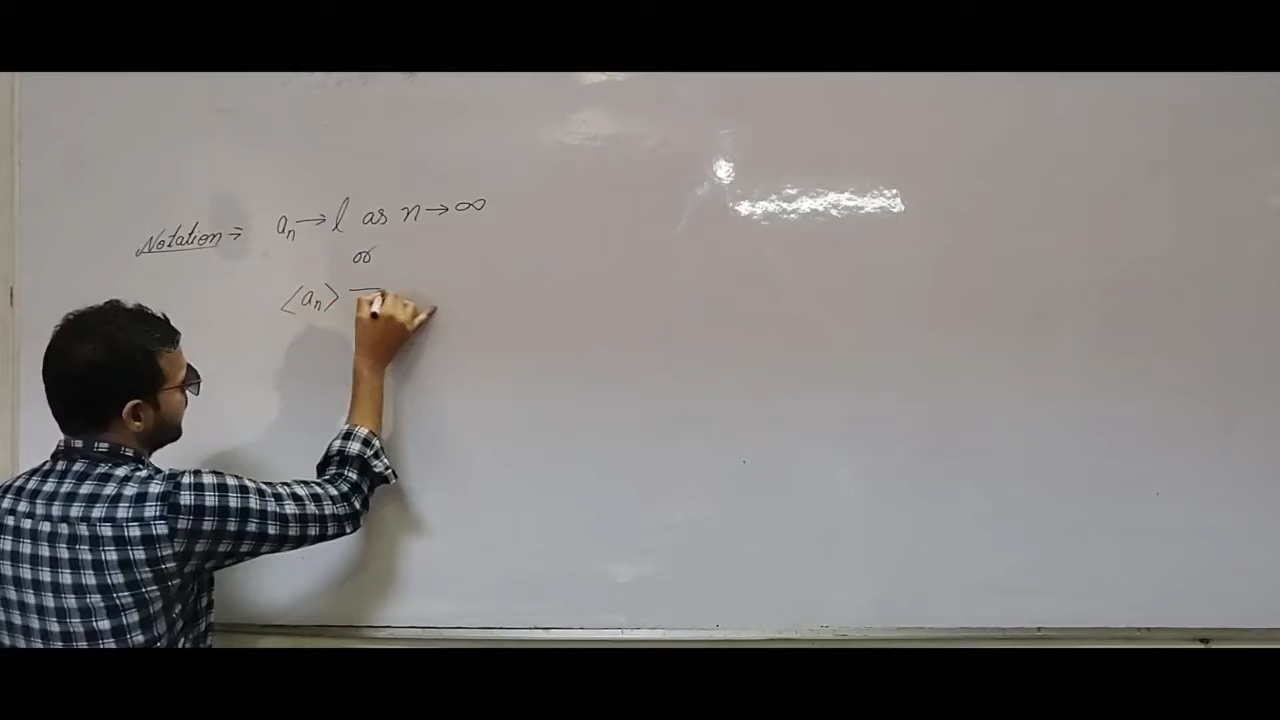 Notation :- aₙ → l as n → ∞
or
⟨aₙ⟩ —